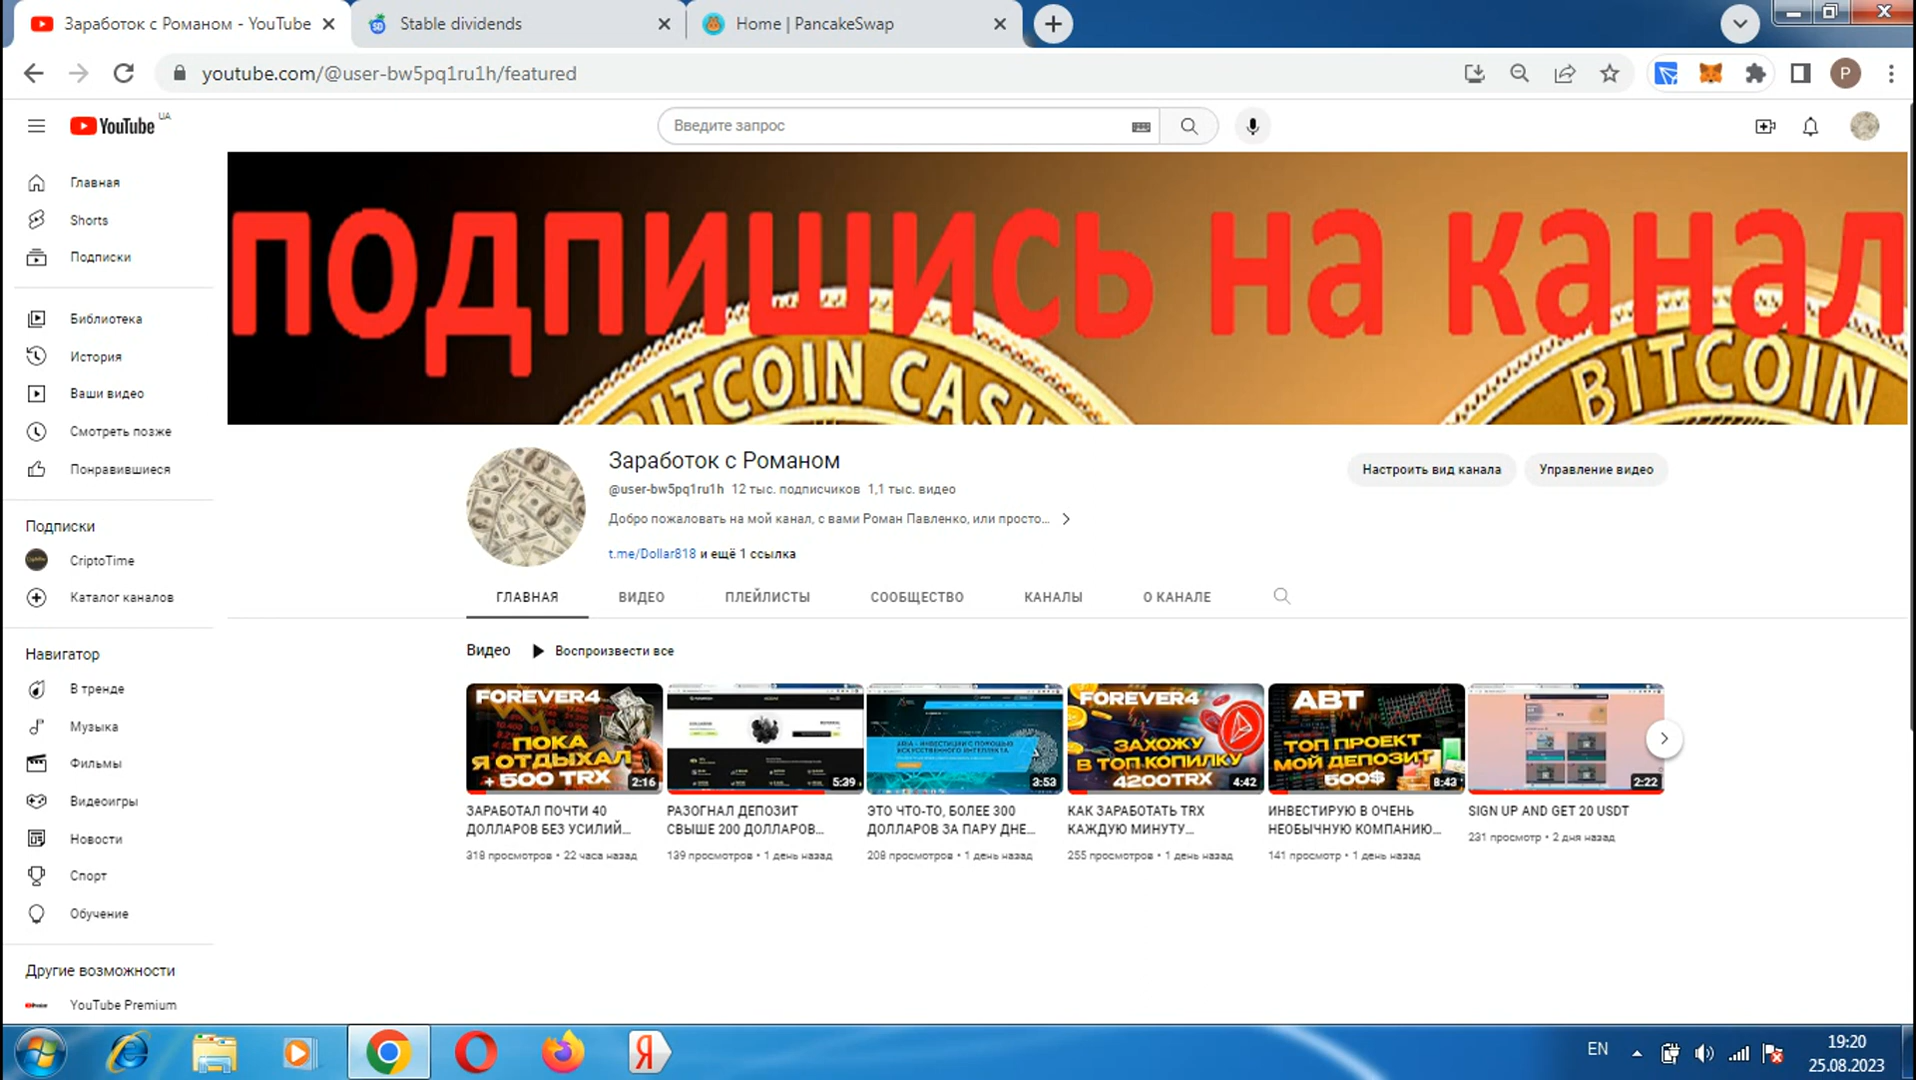 Заработок с Романом - YouTube
Stable dividends
Home | PancakeSwap
youtube.com/@user-bw5pq1ru1h/featured
P
YouTube UA
Введите запрос
Главная
Shorts
Подписки
Библиотека
История
Ваши видео
Смотреть позже
Понравившиеся
Подписки
CriptoTime
Каталог каналов
Навигатор
В тренде
Музыка
Фильмы
Видеоигры
Новости
Спорт
Обучение
Другие возможности
YouTube Premium
подпишись на канал
BITCOIN CASH
BITCOIN
Заработок с Романом
@user-bw5pq1ru1h 12 тыс. подписчиков 1,1 тыс. видео
Добро пожаловать на мой канал, с вами Роман Павленко, или просто...
t.me/Dollar818 и ещё 1 ссылка
Настроить вид канала
Управление видео
ГЛАВНАЯ
ВИДЕО
ПЛЕЙЛИСТЫ
СООБЩЕСТВО
КАНАЛЫ
О КАНАЛЕ
Видео
Воспроизвести все
FOREVER4
ПОКА
Я ОТДЫХАЛ
+ 500 TRX
2:16
ЗАРАБОТАЛ ПОЧТИ 40
ДОЛЛАРОВ БЕЗ УСИЛИЙ...
318 просмотров • 22 часа назад
5:39
РАЗОГНАЛ ДЕПОЗИТ
СВЫШЕ 200 ДОЛЛАРОВ...
139 просмотров • 1 день назад
ARIA - ИНВЕСТИЦИИ С ПОМОЩЬЮ
ИСКУССТВЕННОГО ИНТЕЛЛЕКТА
3:53
ЭТО ЧТО-ТО, БОЛЕЕ 300
ДОЛЛАРОВ ЗА ПАРУ ДНЕ...
208 просмотров • 1 день назад
FOREVER4
ЗАХОЖУ
В ТОП КОПИЛКУ
4200TRX
4:42
КАК ЗАРАБОТАТЬ TRX
КАЖДУЮ МИНУТУ...
255 просмотров • 1 день назад
ABT
ТОП ПРОЕКТ
МОЙ ДЕПОЗИТ
500$
8:43
ИНВЕСТИРУЮ В ОЧЕНЬ
НЕОБЫЧНУЮ КОМПАНИЮ...
141 просмотр • 1 день назад
2:22
SIGN UP AND GET 20 USDT
231 просмотр • 2 дня назад
EN
19:20
25.08.2023